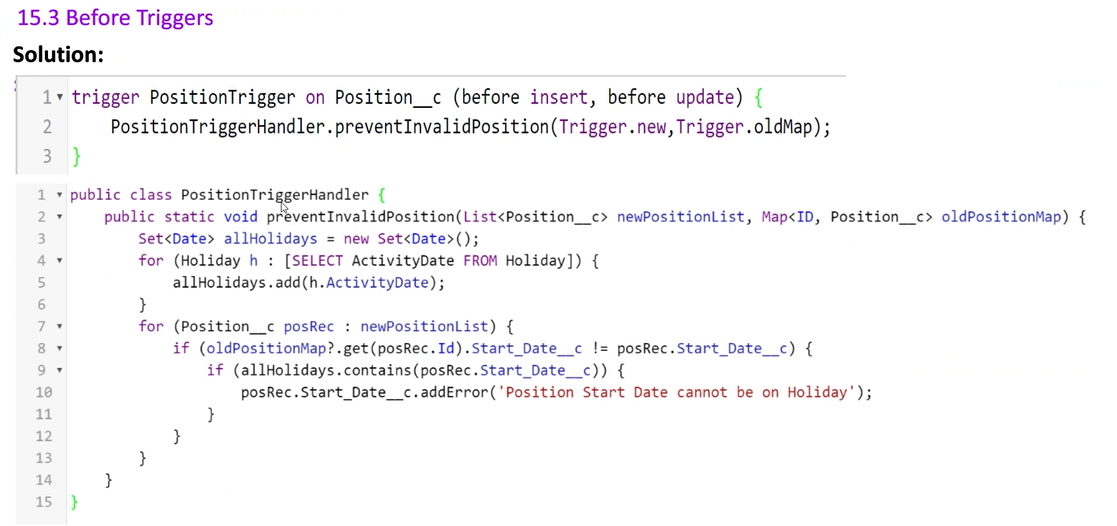 15.3 Before Triggers
Solution:
1 trigger PositionTrigger on Position__c (before insert, before update) {
2     PositionTriggerHandler.preventInvalidPosition(Trigger.new,Trigger.oldMap);
3 }
1 public class PositionTriggerHandler {
2     public static void preventInvalidPosition(List<Position__c> newPositionList, Map<ID, Position__c> oldPositionMap) {
3         Set<Date> allHolidays = new Set<Date>();
4         for (Holiday h : [SELECT ActivityDate FROM Holiday]) {
5             allHolidays.add(h.ActivityDate);
6         }
7         for (Position__c posRec : newPositionList) {
8             if (oldPositionMap?.get(posRec.Id).Start_Date__c != posRec.Start_Date__c) {
9                 if (allHolidays.contains(posRec.Start_Date__c)) {
10                     posRec.Start_Date__c.addError('Position Start Date cannot be on Holiday');
11                 }
12             }
13         }
14     }
15 }